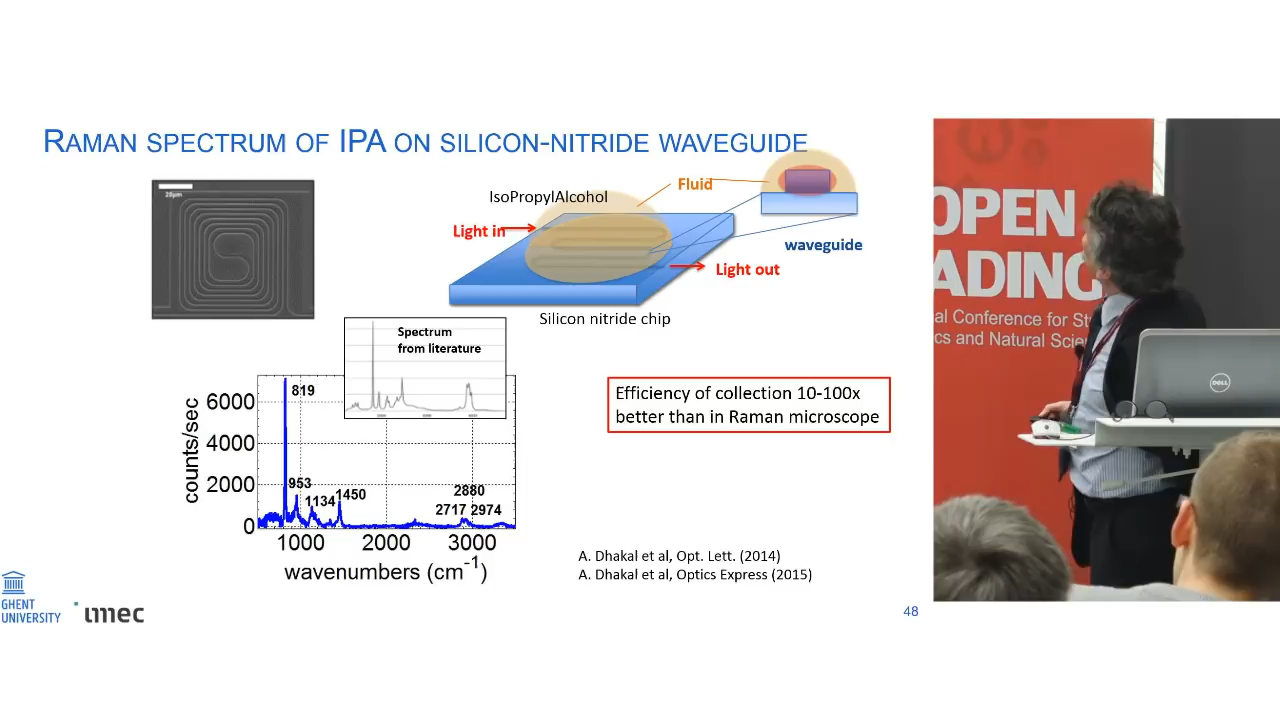 RAMAN SPECTRUM OF IPA ON SILICON-NITRIDE WAVEGUIDE
20µm
IsoPropylAlcohol
Fluid
Light in
waveguide
Light out
Silicon nitride chip
Spectrum
from literature
counts/sec
6000
4000
2000
0
819
953
1134
1450
2880
2717 2974
1000
2000
3000
wavenumbers (cm-1)
Efficiency of collection 10-100x
better than in Raman microscope
A. Dhakal et al, Opt. Lett. (2014)
A. Dhakal et al, Optics Express (2015)
GHENT
UNIVERSITY
imec
48
OPEN
ADING
al Conference for St
cs and Natural Scie
DELL